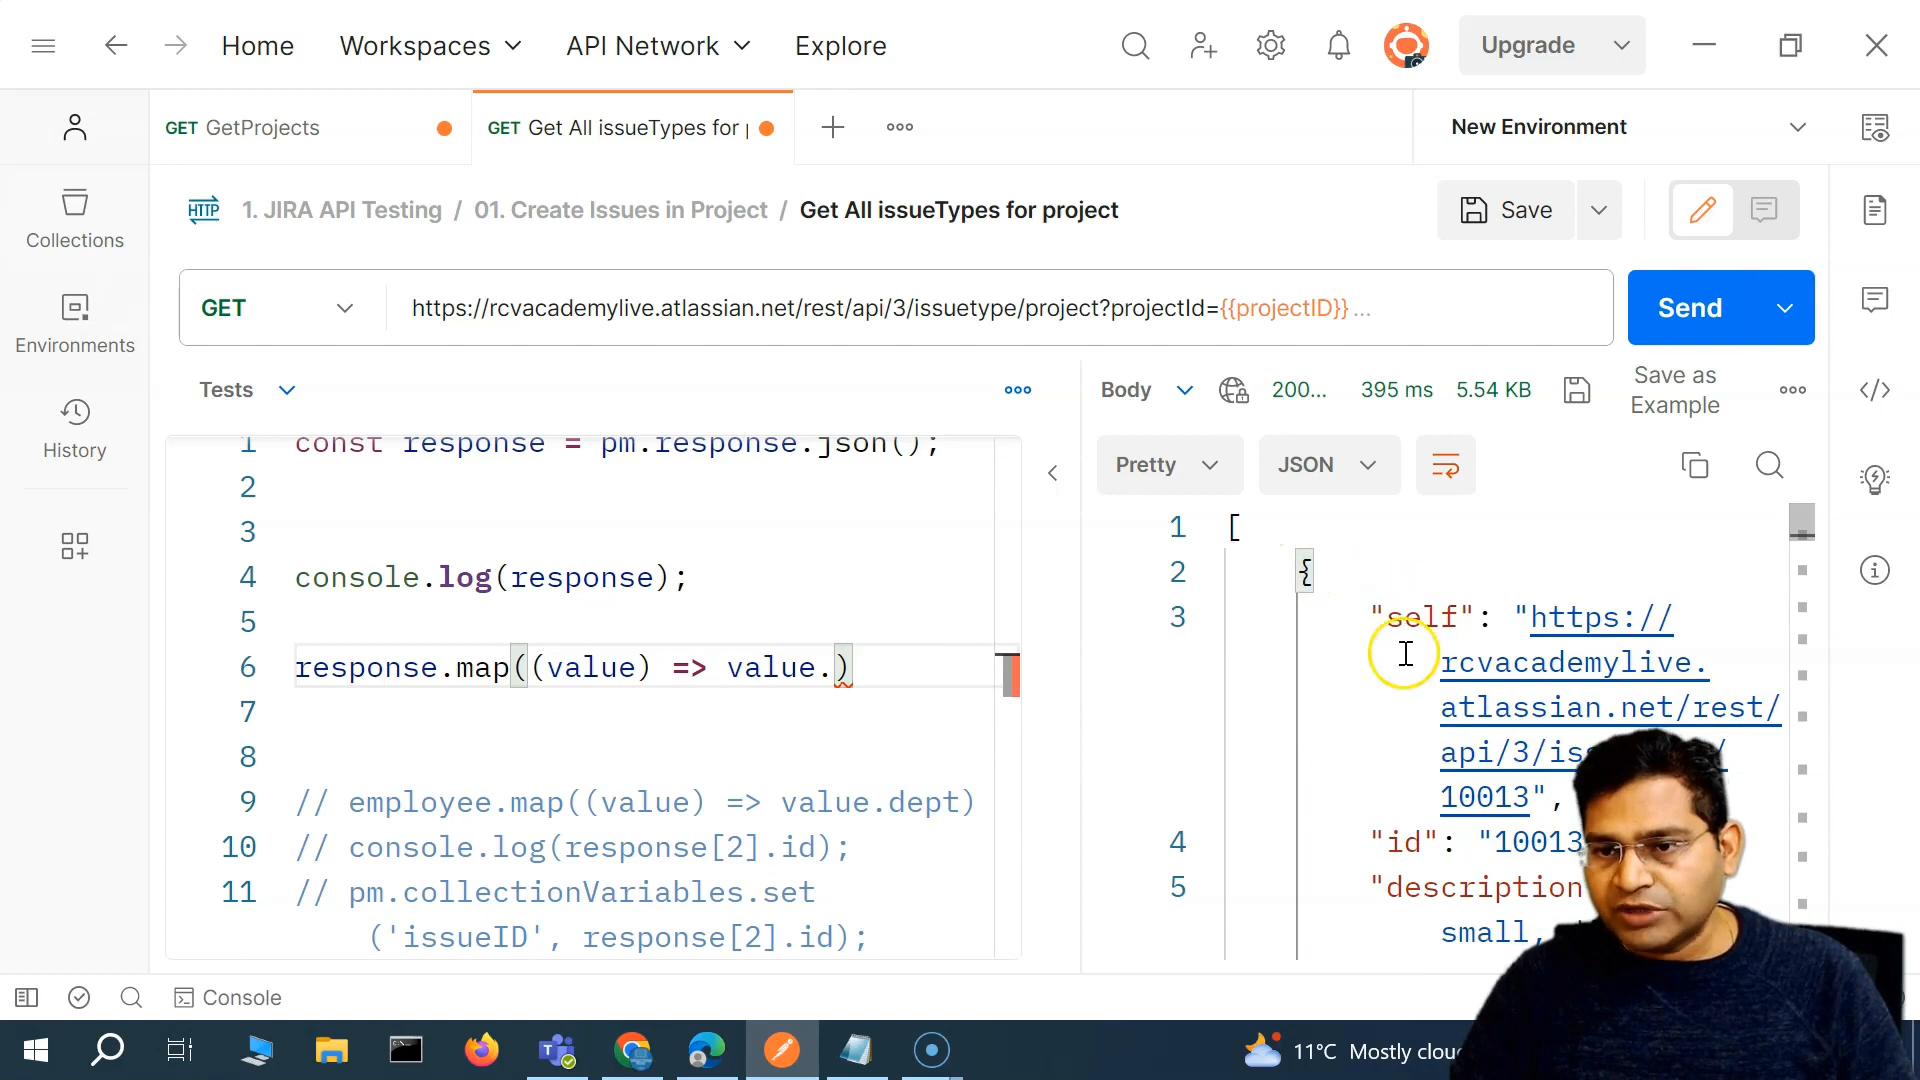 Home Workspaces API Network Explore Upgrade
GET GetProjects GET Get All issueTypes for New Environment
HTTP 1. JIRA API Testing / 01. Create Issues in Project / Get All issueTypes for project Save
GET https://rcvacademylive.atlassian.net/rest/api/3/issuetype/project?projectId={{projectID}} ... Send
Collections
Environments
History
Tests
1 const response = pm.response.json();
2
3
4 console.log(response);
5
6 response.map((value) => value.)
7
8
9 // employee.map((value) => value.dept)
10 // console.log(response[2].id);
11 // pm.collectionVariables.set
('issueID', response[2].id);
Body 200... 395 ms 5.54 KB Save as
Example
Pretty JSON
1 [
2 {
3 "self": "https://
rcvacademylive.
atlassian.net/rest/
10013",
4 "id": "10013
5 "description
small,
Console
11°C Mostly